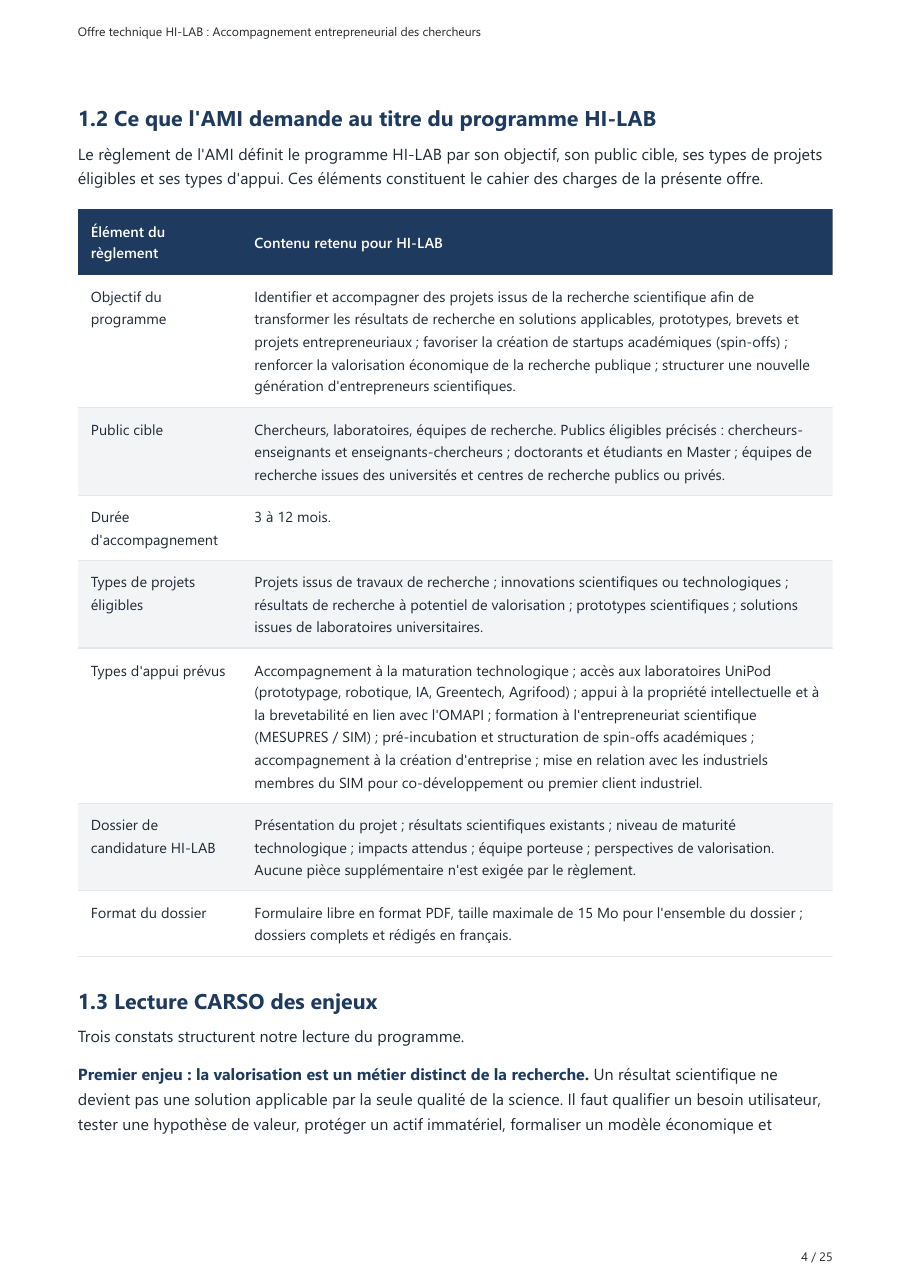 Offre technique HI-LAB : Accompagnement entrepreneurial des chercheurs
1.2 Ce que l'AMI demande au titre du programme HI-LAB
Le règlement de l'AMI définit le programme HI-LAB par son objectif, son public cible, ses types de projets
éligibles et ses types d'appui. Ces éléments constituent le cahier des charges de la présente offre.
Élément du
règlement
Contenu retenu pour HI-LAB
Objectif du
programme
Identifier et accompagner des projets issus de la recherche scientifique afin de
transformer les résultats de recherche en solutions applicables, prototypes, brevets et
projets entrepreneuriaux ; favoriser la création de startups académiques (spin-offs) ;
renforcer la valorisation économique de la recherche publique ; structurer une nouvelle
génération d'entrepreneurs scientifiques.
Public cible
Chercheurs, laboratoires, équipes de recherche. Publics éligibles précisés : chercheurs-
enseignants et enseignants-chercheurs ; doctorants et étudiants en Master ; équipes de
recherche issues des universités et centres de recherche publics ou privés.
Durée
d'accompagnement
3 à 12 mois.
Types de projets
éligibles
Projets issus de travaux de recherche ; innovations scientifiques ou technologiques ;
résultats de recherche à potentiel de valorisation ; prototypes scientifiques ; solutions
issues de laboratoires universitaires.
Types d'appui prévus
Accompagnement à la maturation technologique ; accès aux laboratoires UniPod
(prototypage, robotique, IA, Greentech, Agrifood) ; appui à la propriété intellectuelle et à
la brevetabilité en lien avec l'OMAPI ; formation à l'entrepreneuriat scientifique
(MESUPRES / SIM) ; pré-incubation et structuration de spin-offs académiques ;
accompagnement à la création d'entreprise ; mise en relation avec les industriels
membres du SIM pour co-développement ou premier client industriel.
Dossier de
candidature HI-LAB
Présentation du projet ; résultats scientifiques existants ; niveau de maturité
technologique ; impacts attendus ; équipe porteuse ; perspectives de valorisation.
Aucune pièce supplémentaire n'est exigée par le règlement.
Format du dossier
Formulaire libre en format PDF, taille maximale de 15 Mo pour l'ensemble du dossier ;
dossiers complets et rédigés en français.
1.3 Lecture CARSO des enjeux
Trois constats structurent notre lecture du programme.
Premier enjeu : la valorisation est un métier distinct de la recherche. Un résultat scientifique ne
devient pas une solution applicable par la seule qualité de la science. Il faut qualifier un besoin utilisateur,
tester une hypothèse de valeur, protéger un actif immatériel, formaliser un modèle économique et
4 / 25